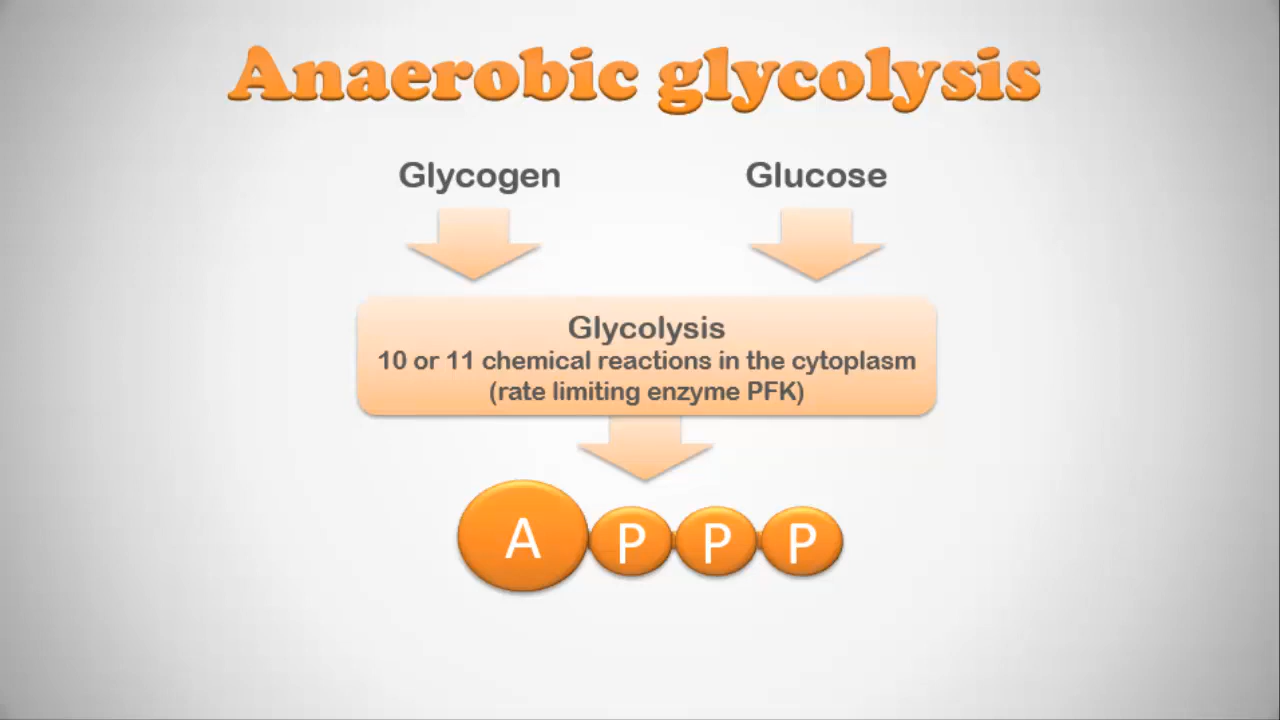 Anaerobic glycolysis
Glycogen Glucose
Glycolysis
10 or 11 chemical reactions in the cytoplasm
(rate limiting enzyme PFK)
A P P P